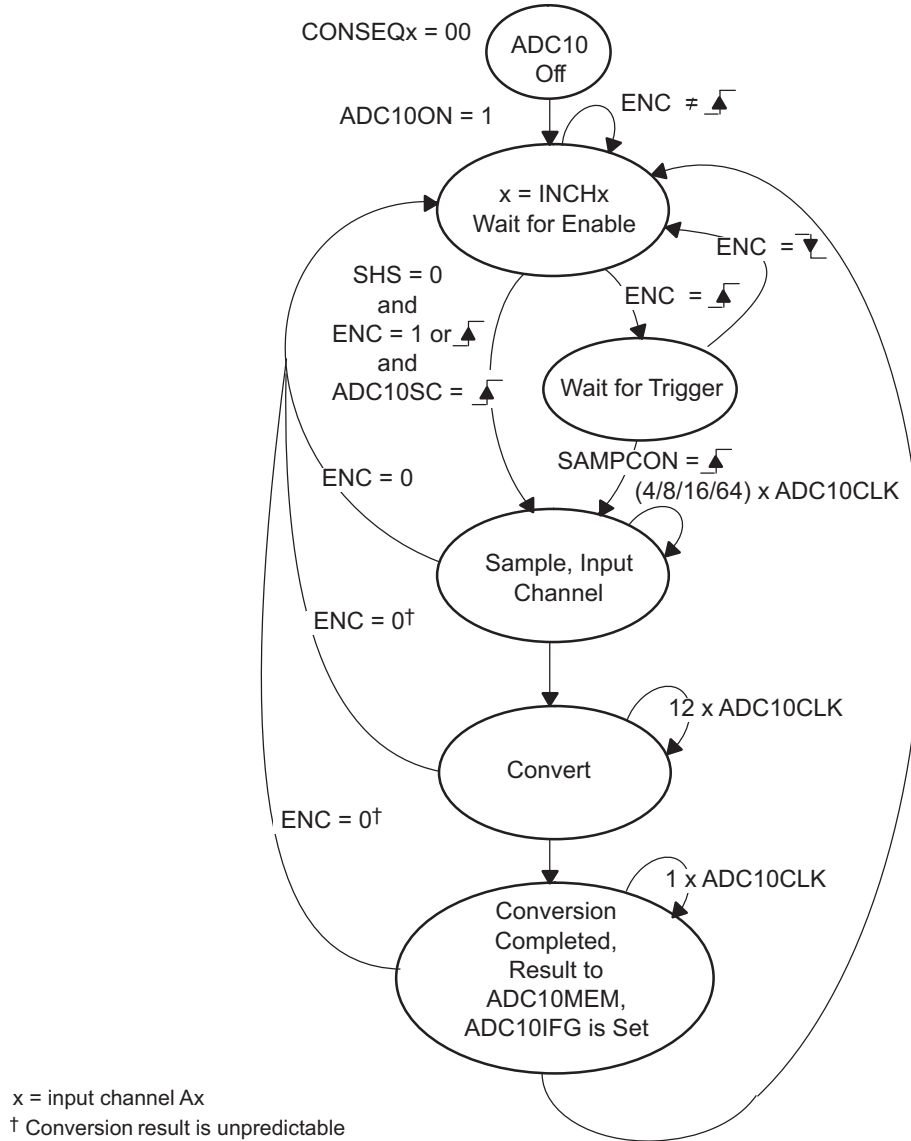 CONSEQx = 00
ADC10
Off
ENC ≠
ADC10ON = 1
x = INCHx
Wait for Enable
ENC =
SHS = 0
and
ENC = 1 or
and
ADC10SC =
ENC =
Wait for Trigger
SAMPCON =
(4/8/16/64) x ADC10CLK
ENC = 0
Sample, Input
Channel
ENC = 0†
12 x ADC10CLK
Convert
ENC = 0†
1 x ADC10CLK
Conversion
Completed,
Result to
ADC10MEM,
ADC10IFG is Set
x = input channel Ax
† Conversion result is unpredictable